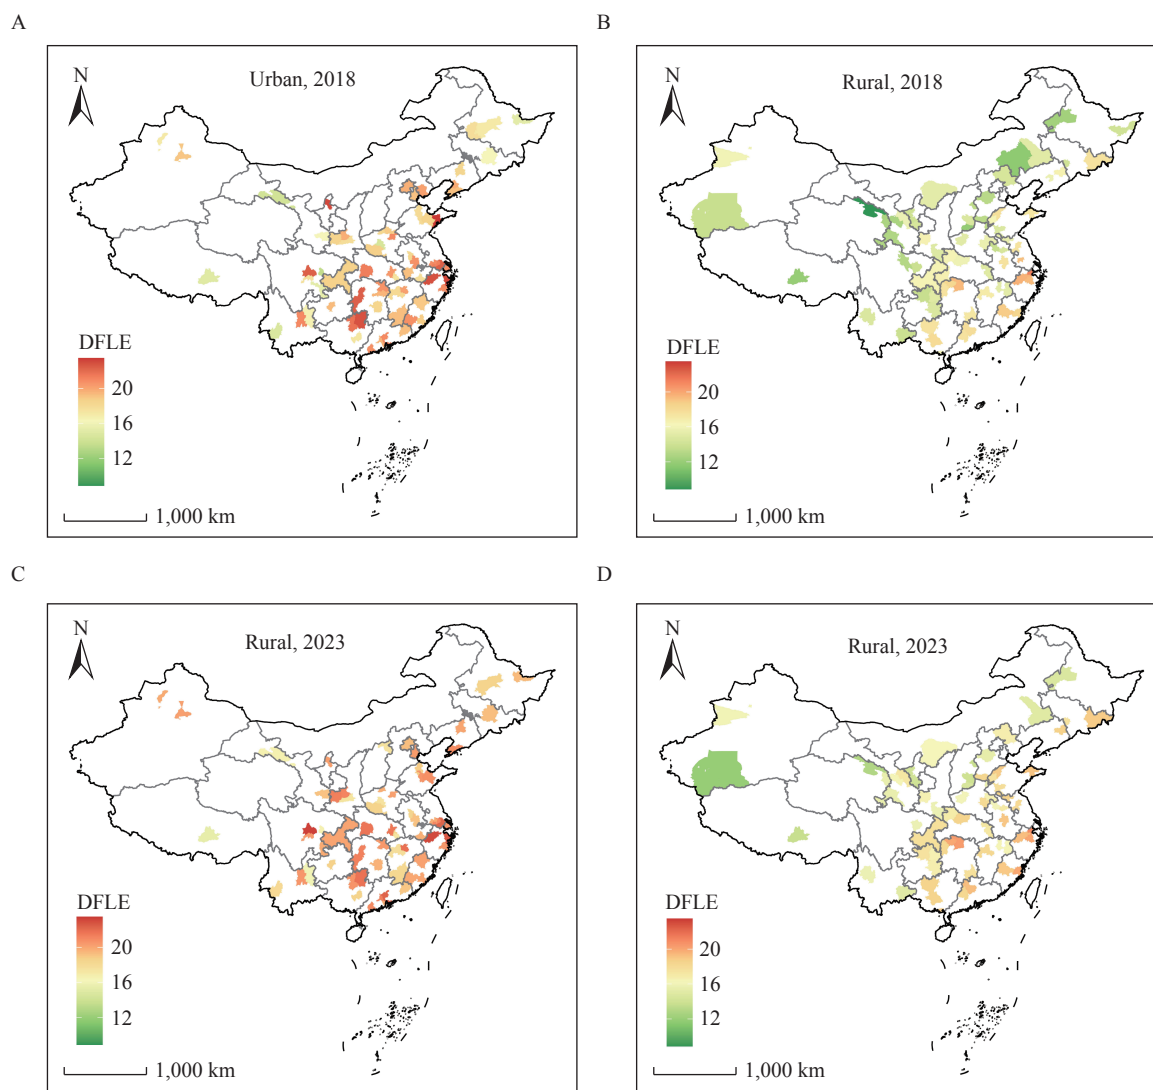 A
N
Urban, 2018
DFLE
20
16
12
1,000 km
B
N
Rural, 2018
DFLE
20
16
12
1,000 km
C
N
Rural, 2023
DFLE
20
16
12
1,000 km
D
N
Rural, 2023
DFLE
20
16
12
1,000 km